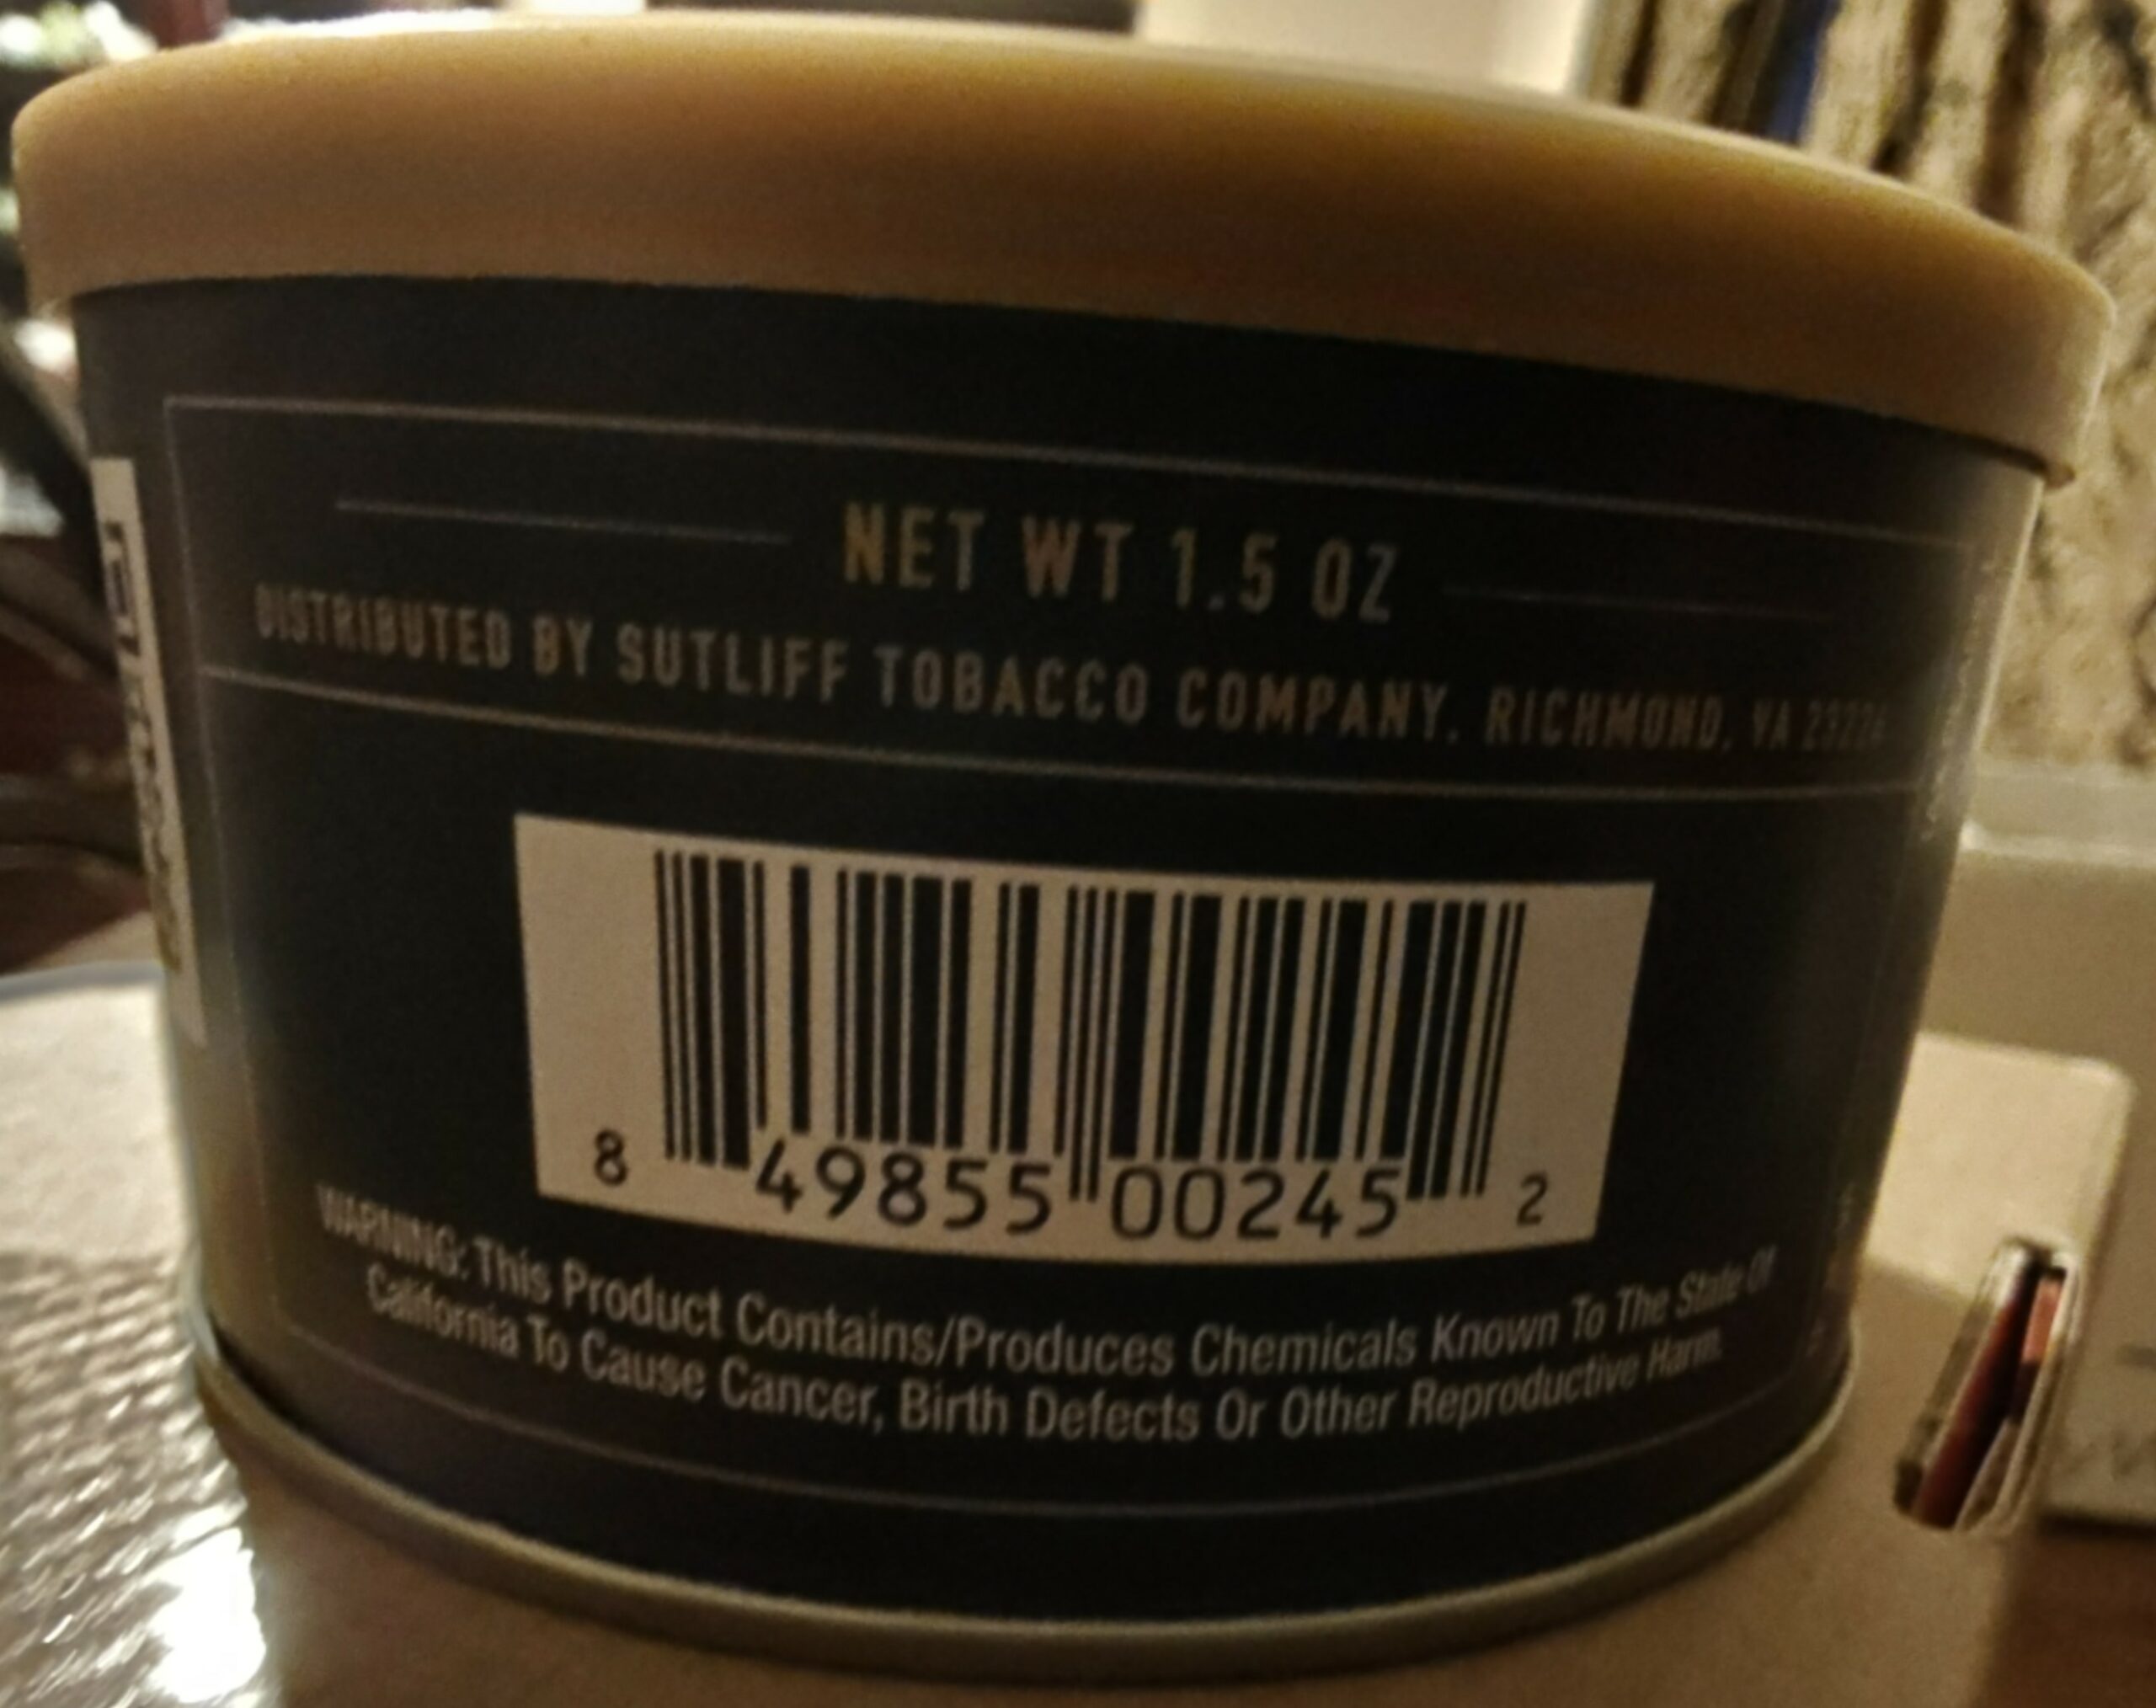 NET WT 1.5 OZ
DISTRIBUTED BY SUTLIFF TOBACCO COMPANY, RICHMOND, VA
8 49855 00245 2
WARNING: This Product Contains/Produces Chemicals Known To The State Of
California To Cause Cancer, Birth Defects Or Other Reproductive Harm.